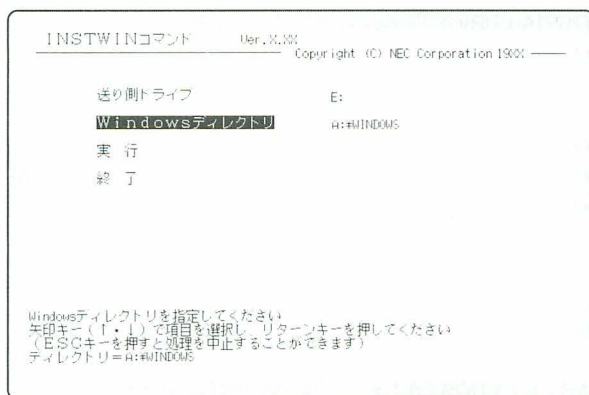 INSTWINコマンド Ver.X.XX
Copyright (C) NEC Corporation 19XX
送り側ドライブ E:
Windowsディレクトリ A:¥WINDOWS
実 行
終 了
Windowsディレクトリを指定してください
矢印キー(↑・↓)で項目を選択し、リターンキーを押してください
(ESCキーを押すと処理を中止することができます)
ディレクトリ=A:¥WINDOWS